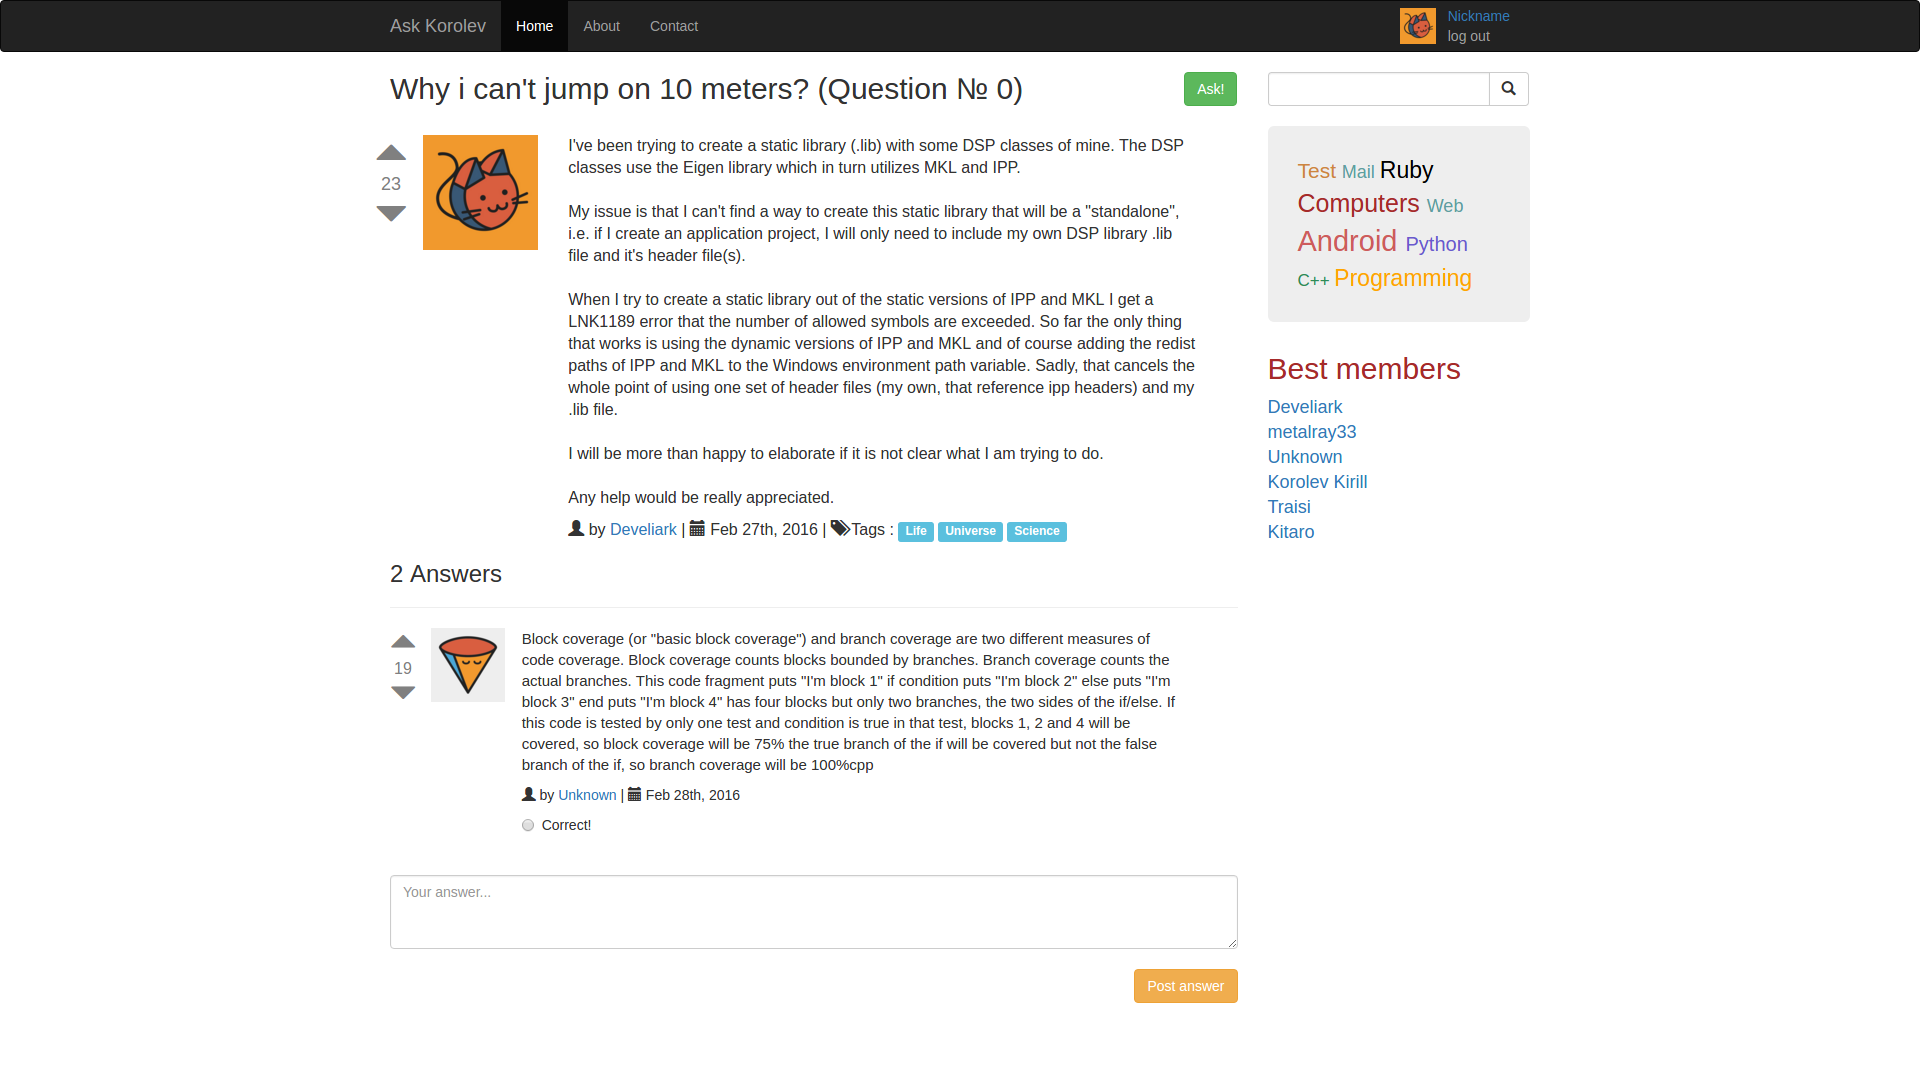 Ask Korolev Home About Contact
Nickname
log out
Why i can't jump on 10 meters? (Question № 0) Ask!
23
I've been trying to create a static library (.lib) with some DSP classes of mine. The DSP
classes use the Eigen library which in turn utilizes MKL and IPP.
My issue is that I can't find a way to create this static library that will be a "standalone",
i.e. if I create an application project, I will only need to include my own DSP library .lib
file and it's header file(s).
When I try to create a static library out of the static versions of IPP and MKL I get a
LNK1189 error that the number of allowed symbols are exceeded. So far the only thing
that works is using the dynamic versions of IPP and MKL and of course adding the redist
paths of IPP and MKL to the Windows environment path variable. Sadly, that cancels the
whole point of using one set of header files (my own, that reference ipp headers) and my
.lib file.
I will be more than happy to elaborate if it is not clear what I am trying to do.
Any help would be really appreciated.
by Develiark | Feb 27th, 2016 | Tags : Life Universe Science
2 Answers
19
Block coverage (or "basic block coverage") and branch coverage are two different measures of
code coverage. Block coverage counts blocks bounded by branches. Branch coverage counts the
actual branches. This code fragment puts "I'm block 1" if condition puts "I'm block 2" else puts "I'm
block 3" end puts "I'm block 4" has four blocks but only two branches, the two sides of the if/else. If
this code is tested by only one test and condition is true in that test, blocks 1, 2 and 4 will be
covered, so block coverage will be 75% the true branch of the if will be covered but not the false
branch of the if, so branch coverage will be 100%cpp
by Unknown | Feb 28th, 2016
Correct!
Your answer...
Post answer
Test Mail Ruby
Computers Web
Android Python
C++ Programming
Best members
Develiark
metalray33
Unknown
Korolev Kirill
Traisi
Kitaro